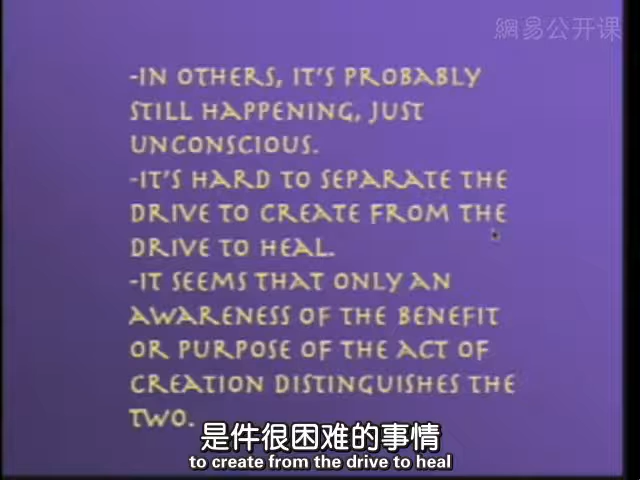 網易公开课
-IN OTHERS, IT'S PROBABLY
STILL HAPPENING, JUST
UNCONSCIOUS.
-IT'S HARD TO SEPARATE THE
DRIVE TO CREATE FROM THE
DRIVE TO HEAL.
-IT SEEMS THAT ONLY AN
AWARENESS OF THE BENEFIT
OR PURPOSE OF THE ACT OF
CREATION DISTINGUISHES THE
TWO.
是件很困难的事情
to create from the drive to heal